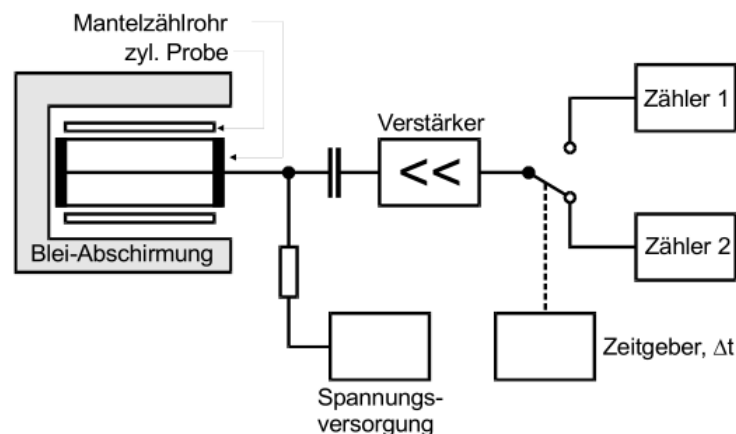 Mantelzählrohr
zyl. Probe
Verstärker
<<
Zähler 1
Zähler 2
Blei-Abschirmung
Zeitgeber, Δt
Spannungs-
versorgung